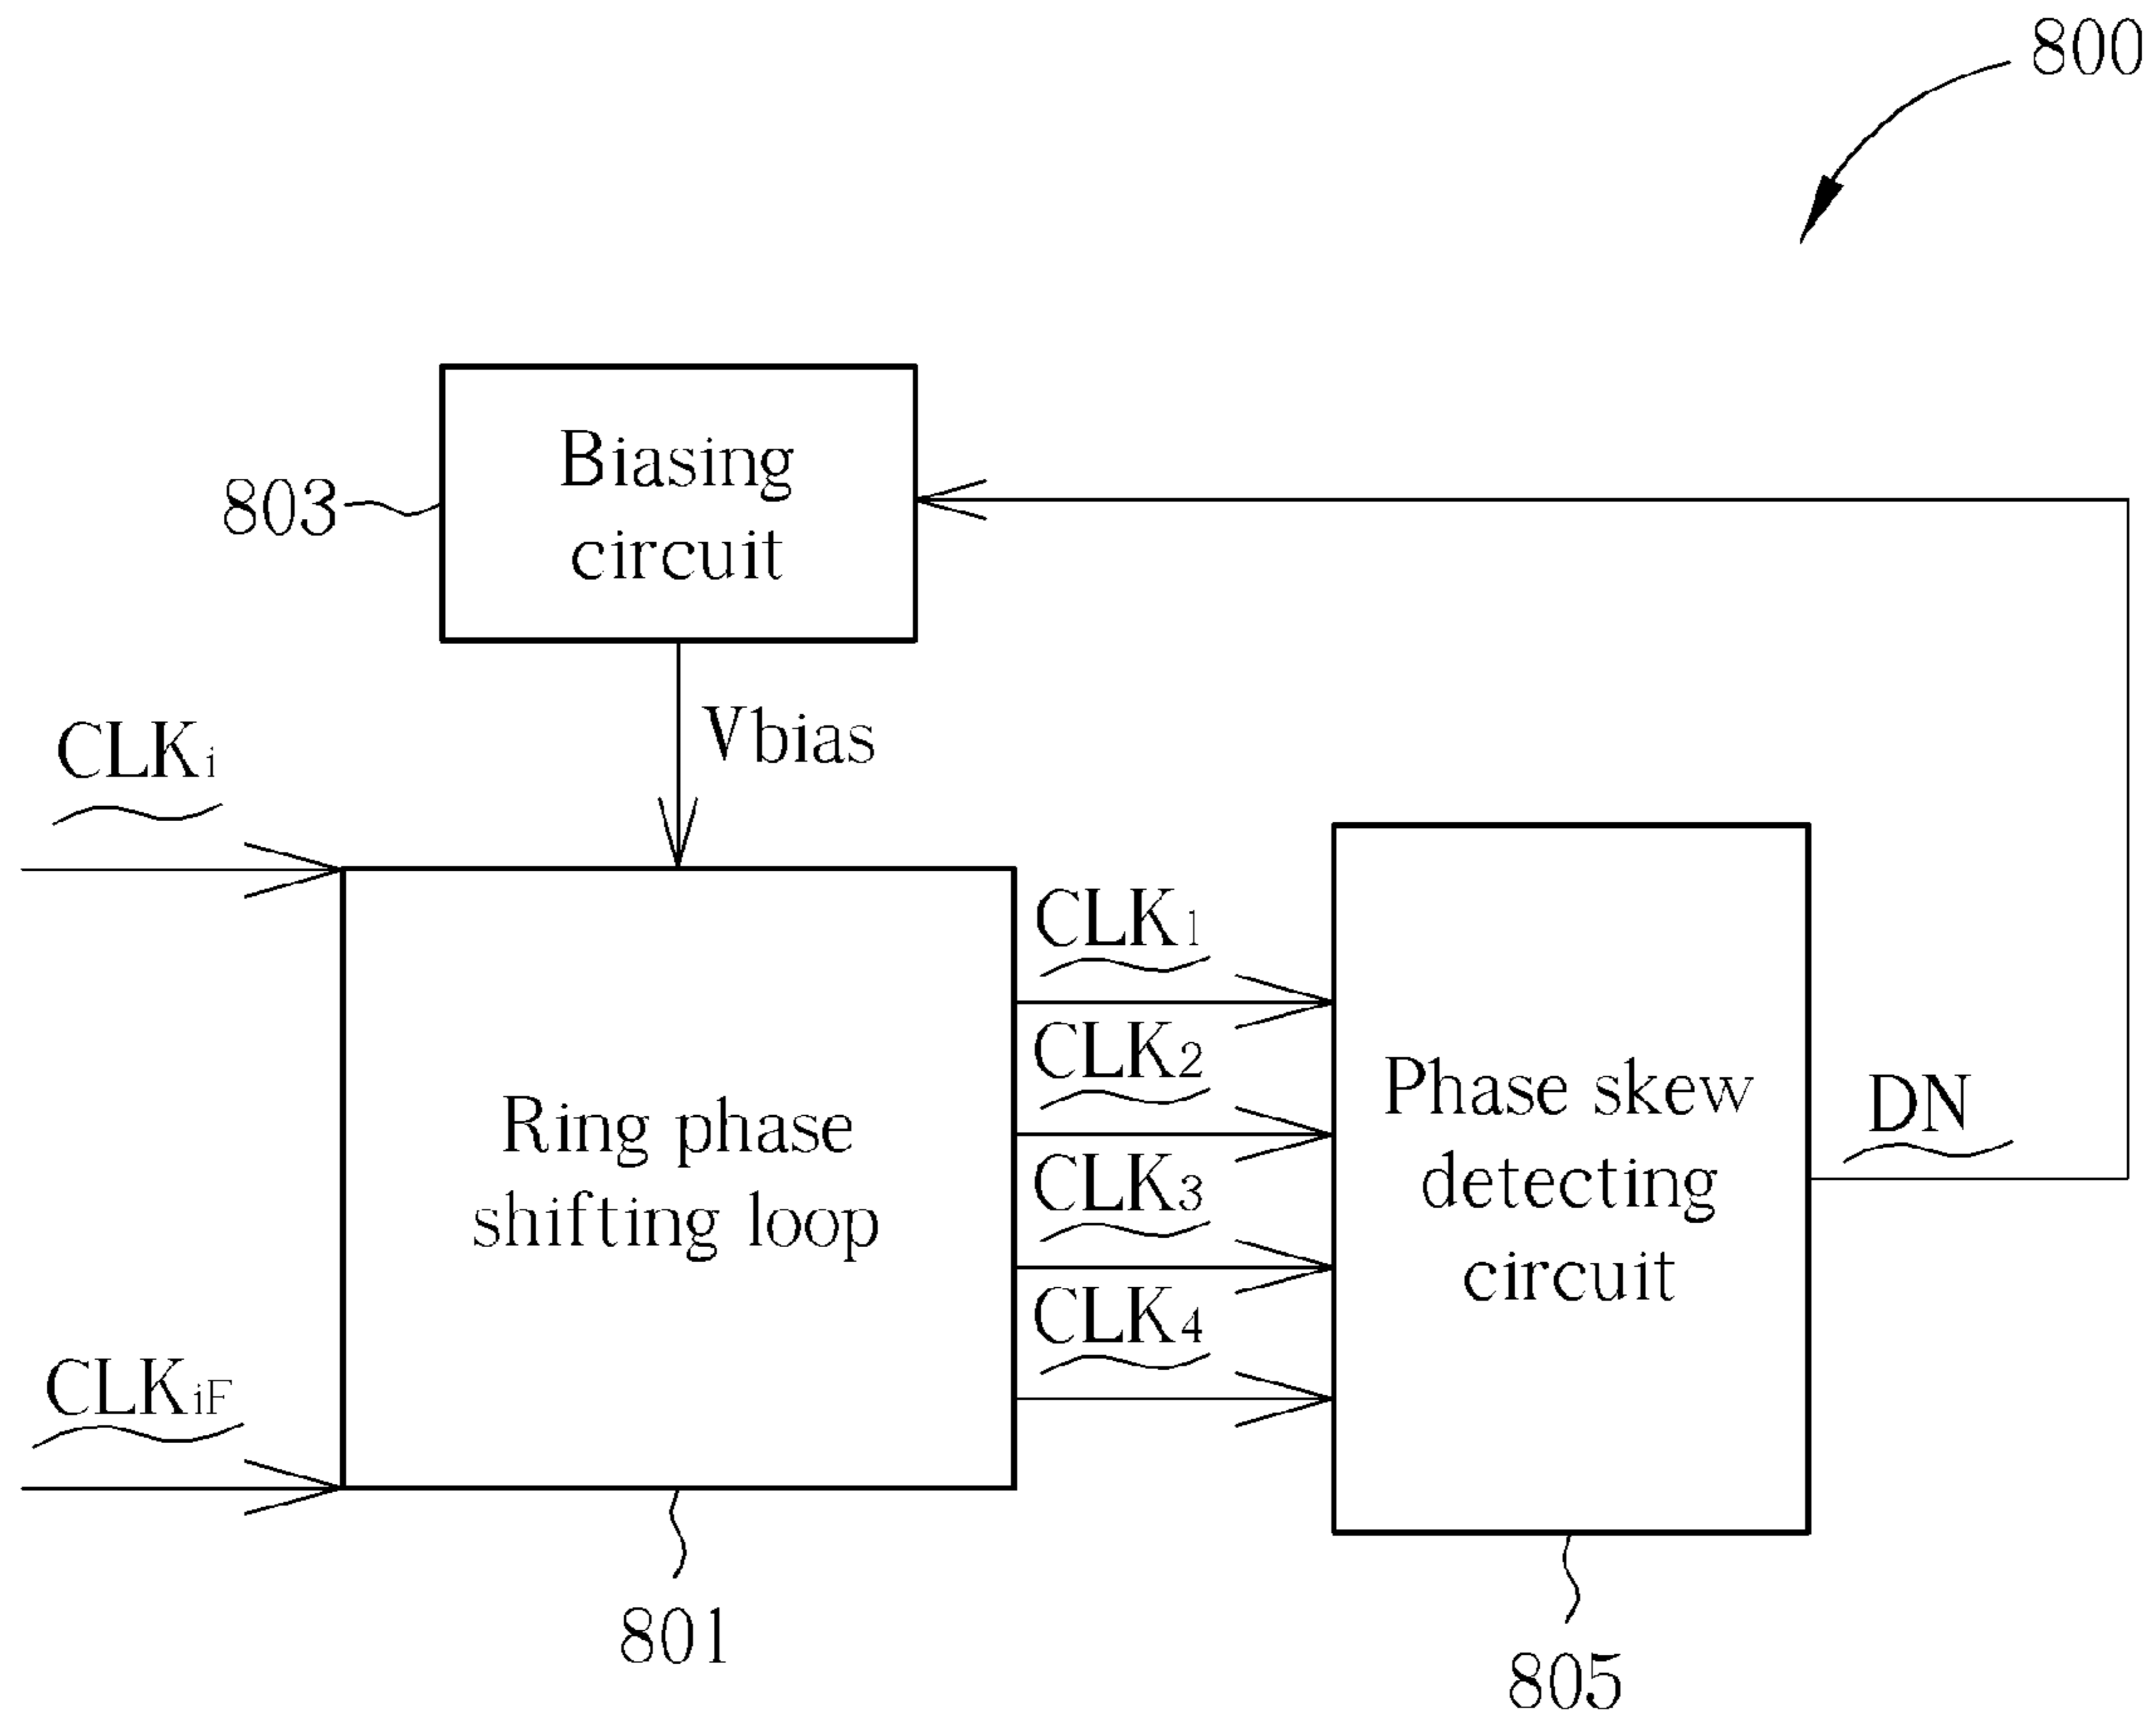 800
Biasing
circuit
803
Vbias
CLKi
CLK1
CLK2
CLK3
CLK4
Ring phase
shifting loop
Phase skew
detecting
circuit
DN
CLKiF
801
805